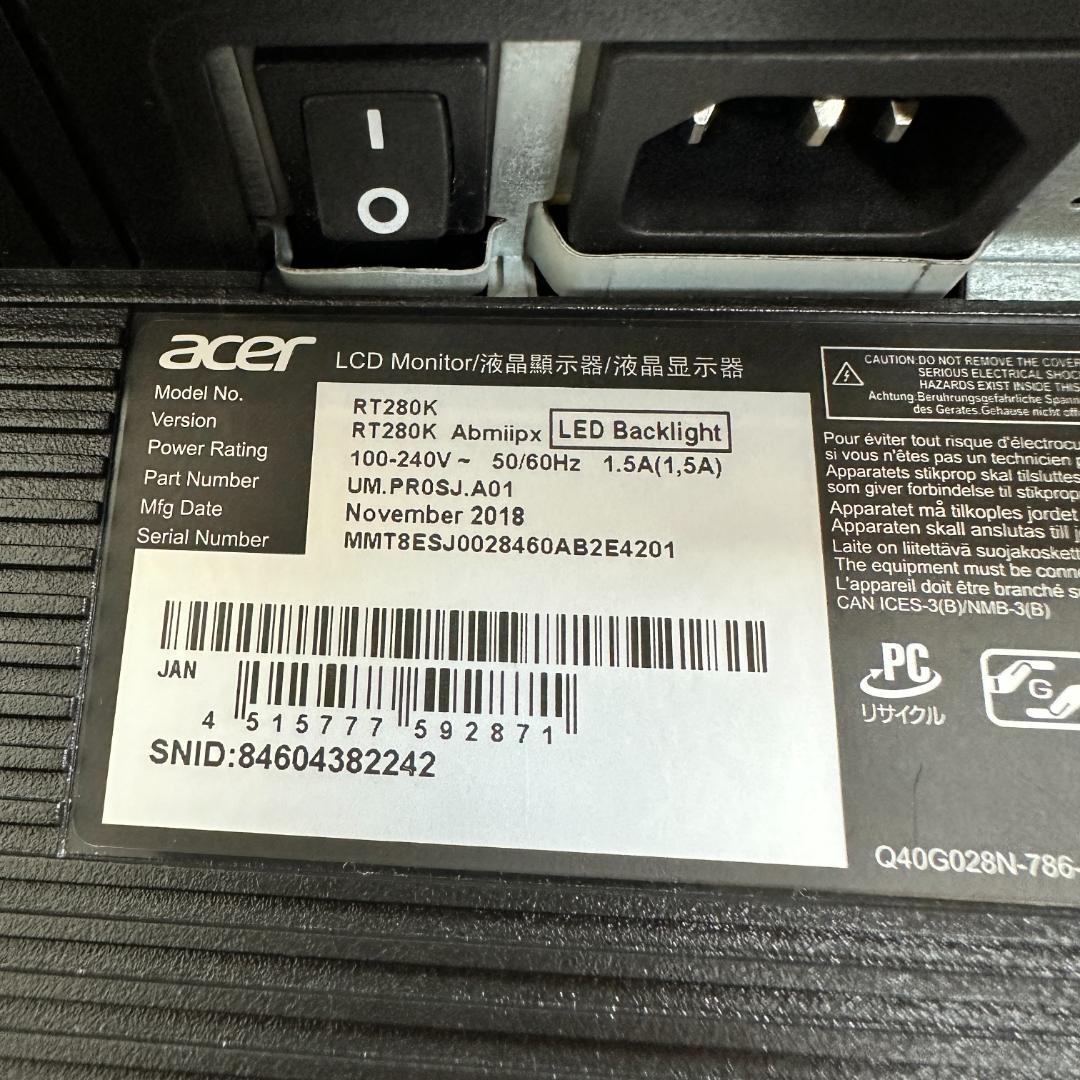 acer LCD Monitor/液晶顯示器/液晶显示器
Model No. RT280K
Version RT280K Abmiipx LED Backlight
Power Rating 100-240V ~ 50/60Hz 1.5A(1,5A)
Part Number UM.PR0SJ.A01
Mfg Date November 2018
Serial Number MMT8ESJ0028460AB2E4201
JAN
4 515777 592871
SNID:84604382242
CAUTION:DO NOT REMOVE THE COVER
SERIOUS ELECTRICAL SHOC
HAZARDS EXIST INSIDE THIS
Achtung.Beruhrungsgefahrliche Spann
des Gerates.Gehause nicht öff
Pour éviter tout risque d'électrocu
si vous n'êtes pas un technicien
Apparatets stikprop skal tilsluttes
som giver forbindelse til stikprop
Apparatet må tilkoples jordet
Apparaten skall anslutas till
Laite on liitettävä suojakoskett
The equipment must be conne
L'appareil doit être branché su
CAN ICES-3(B)/NMB-3(B)
PC
リサイクル
G
Q40G028N-786-